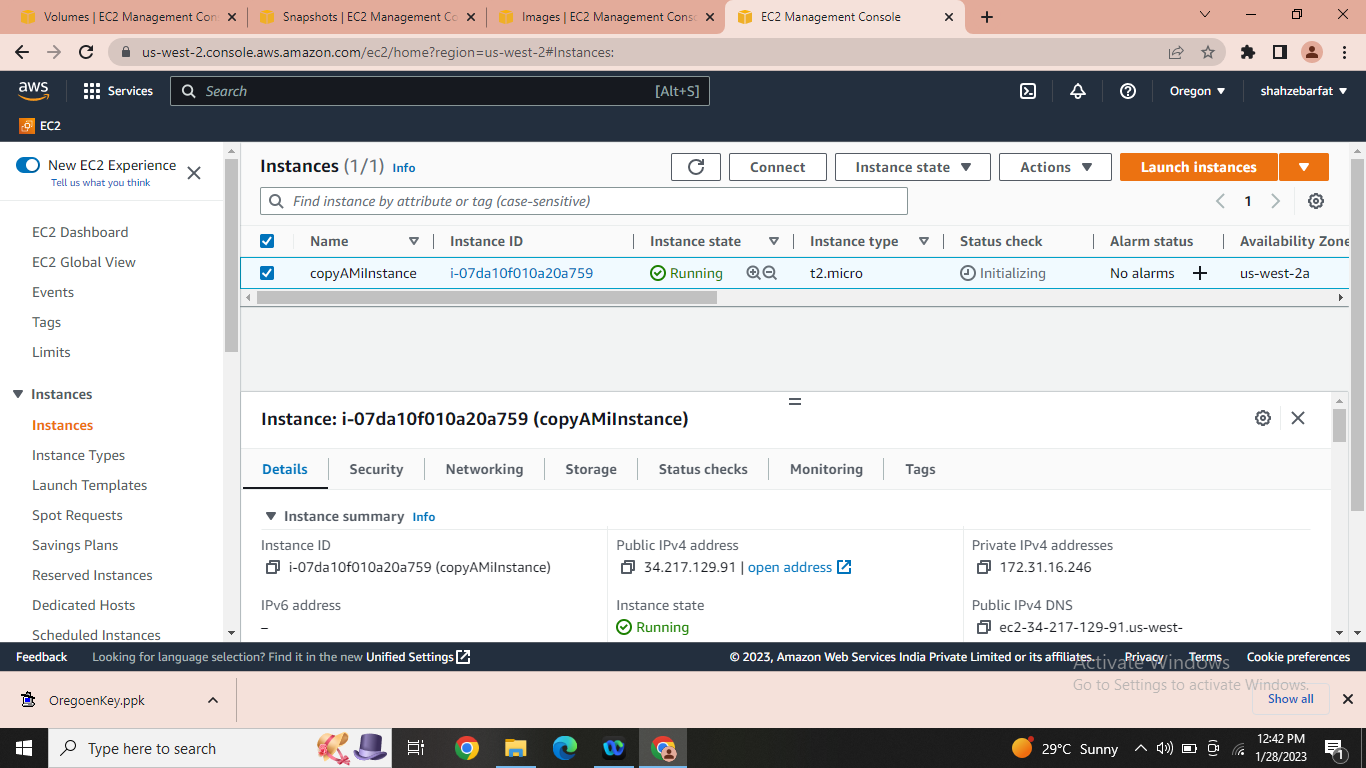 Volumes | EC2 Management Con
Snapshots | EC2 Management Co
Images | EC2 Management Conso
EC2 Management Console
us-west-2.console.aws.amazon.com/ec2/home?region=us-west-2#Instances:
aws
Services
Search
[Alt+S]
Oregon
shahzebarfat
EC2
New EC2 Experience
Tell us what you think
EC2 Dashboard
EC2 Global View
Events
Tags
Limits
Instances
Instances
Instance Types
Launch Templates
Spot Requests
Savings Plans
Reserved Instances
Dedicated Hosts
Scheduled Instances
Instances (1/1) Info
Connect
Instance state
Actions
Launch instances
Find instance by attribute or tag (case-sensitive)
1
Name Instance ID Instance state Instance type Status check Alarm status Availability Zone
copyAMiInstance i-07da10f010a20a759 Running t2.micro Initializing No alarms us-west-2a
Instance: i-07da10f010a20a759 (copyAMiInstance)
Details Security Networking Storage Status checks Monitoring Tags
Instance summary Info
Instance ID
i-07da10f010a20a759 (copyAMiInstance)
Public IPv4 address
34.217.129.91 | open address
Private IPv4 addresses
172.31.16.246
IPv6 address
–
Instance state
Running
Public IPv4 DNS
ec2-34-217-129-91.us-west-
Feedback Looking for language selection? Find it in the new Unified Settings
© 2023, Amazon Web Services India Private Limited or its affiliates. Privacy Terms Cookie preferences
Activate Windows
Go to Settings to activate Windows.
OregoenKey.ppk
Show all
Type here to search
29°C Sunny
12:42 PM
1/28/2023
1